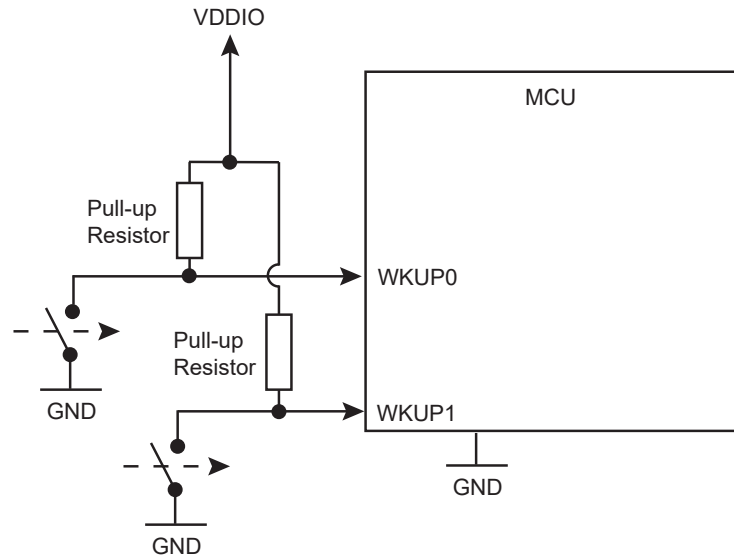 VDDIO
MCU
Pull-up
Resistor
WKUP0
Pull-up
Resistor
GND
WKUP1
GND
GND